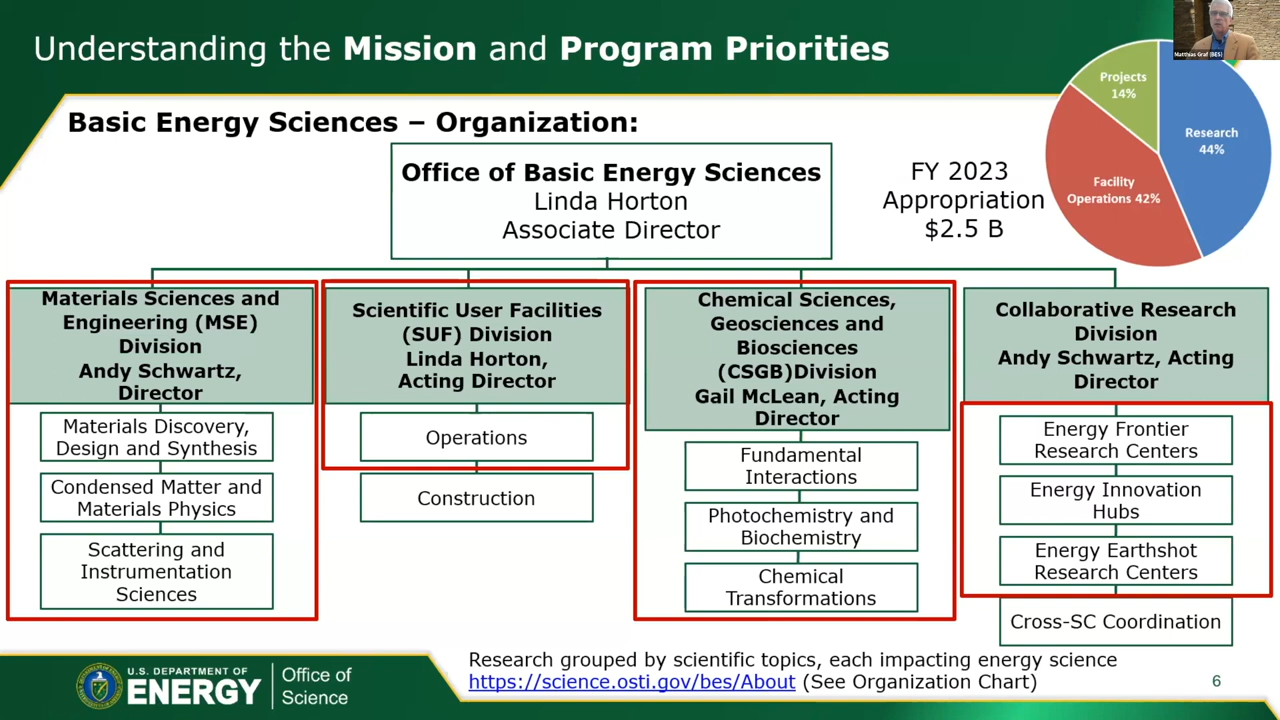 Understanding the Mission and Program Priorities
Matthias Graf (BES)
Basic Energy Sciences – Organization:
Office of Basic Energy Sciences
Linda Horton
Associate Director
FY 2023
Appropriation
$2.5 B
Projects
14%
Research
44%
Facility
Operations 42%
Materials Sciences and
Engineering (MSE)
Division
Andy Schwartz,
Director
Materials Discovery,
Design and Synthesis
Condensed Matter and
Materials Physics
Scattering and
Instrumentation
Sciences
Scientific User Facilities
(SUF) Division
Linda Horton,
Acting Director
Operations
Construction
Chemical Sciences,
Geosciences and
Biosciences
(CSGB)Division
Gail McLean, Acting
Director
Fundamental
Interactions
Photochemistry and
Biochemistry
Chemical
Transformations
Collaborative Research
Division
Andy Schwartz, Acting
Director
Energy Frontier
Research Centers
Energy Innovation
Hubs
Energy Earthshot
Research Centers
Cross-SC Coordination
U.S. DEPARTMENT OF
ENERGY
Office of
Science
Research grouped by scientific topics, each impacting energy science
https://science.osti.gov/bes/About (See Organization Chart)
6